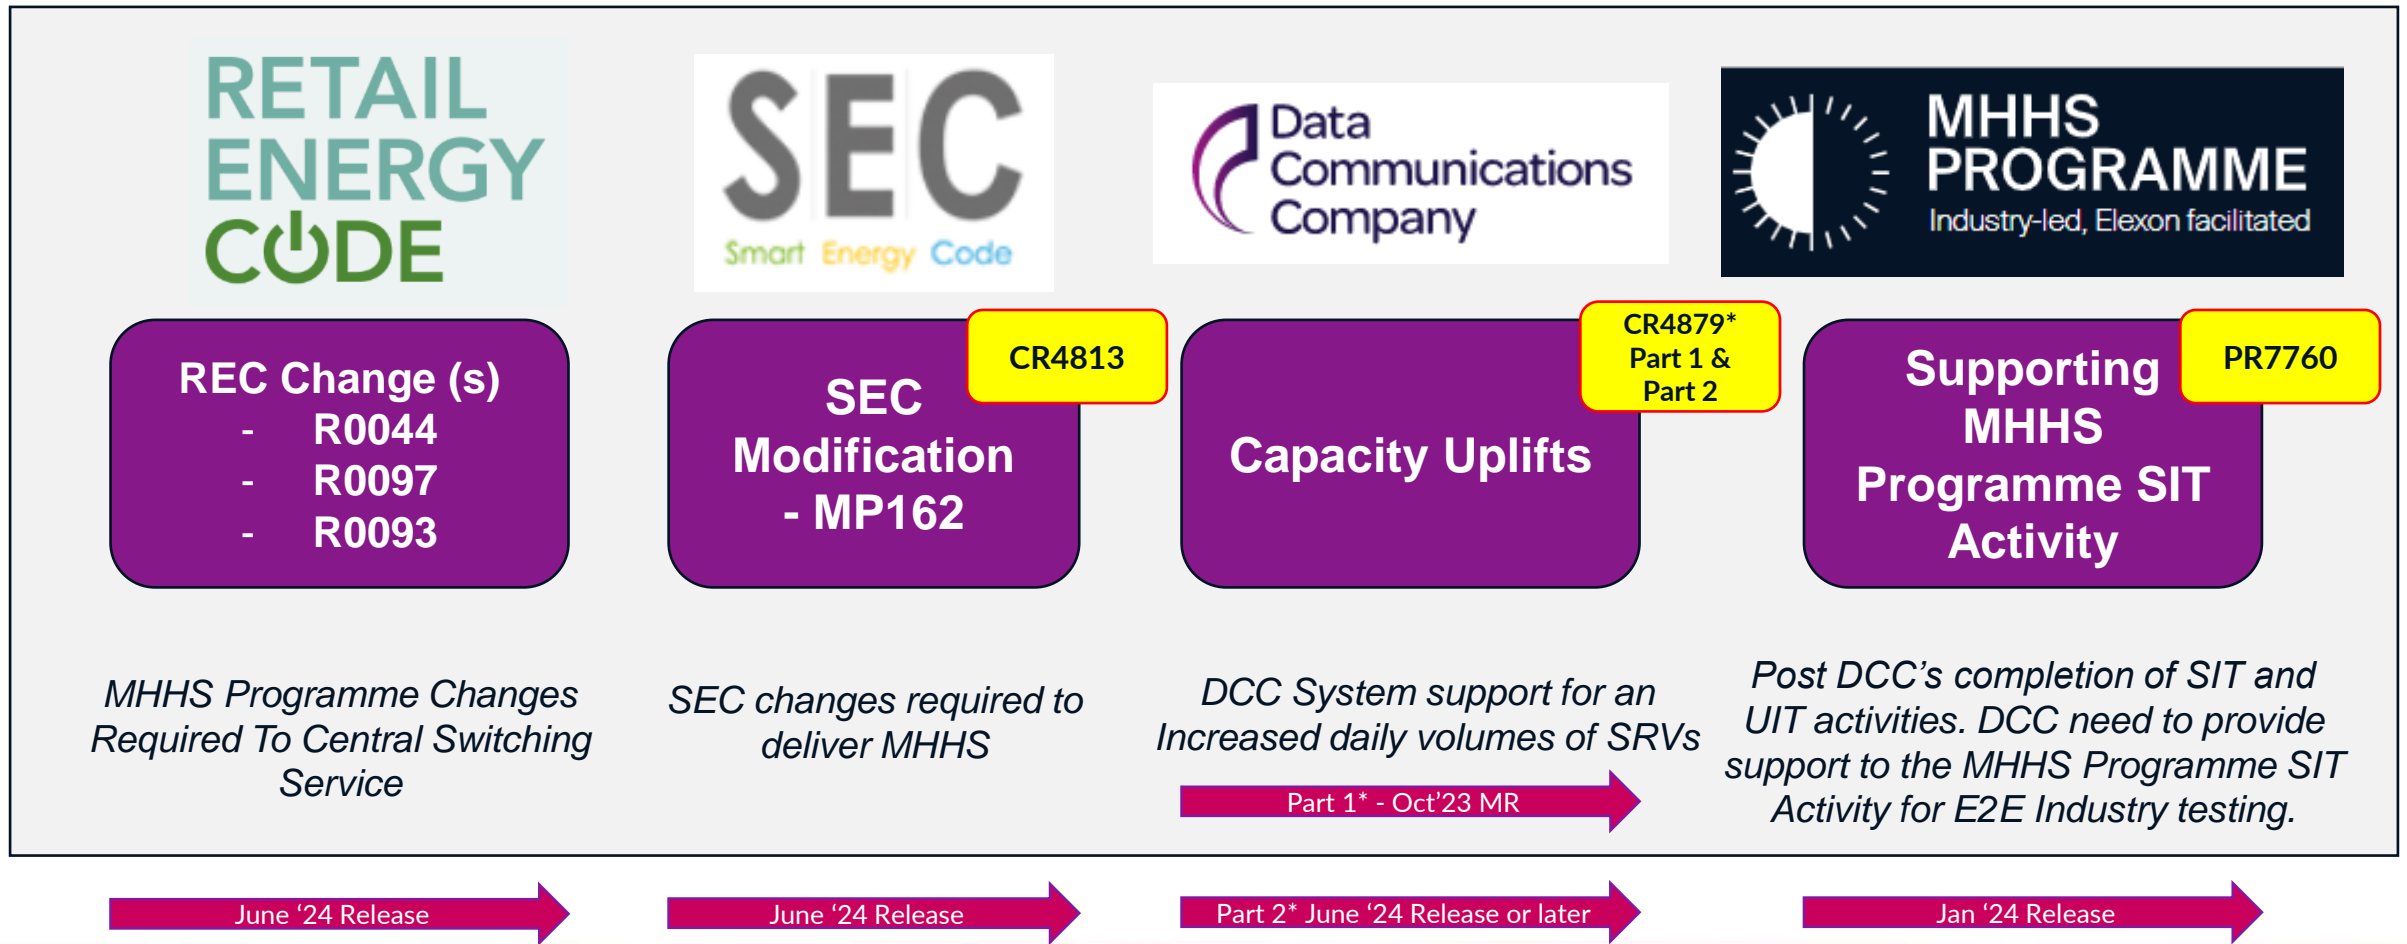 RETAIL
ENERGY
CODE
SEC
Smart Energy Code
Data
Communications
Company
MHHS
PROGRAMME
Industry-led, Elexon facilitated
REC Change (s)
- R0044
- R0097
- R0093
CR4813
SEC
Modification
- MP162
CR4879*
Part 1 &
Part 2
Capacity Uplifts
PR7760
Supporting
MHHS
Programme SIT
Activity
MHHS Programme Changes
Required To Central Switching
Service
SEC changes required to
deliver MHHS
DCC System support for an
Increased daily volumes of SRVs
Part 1* - Oct’23 MR
Post DCC’s completion of SIT and
UIT activities. DCC need to provide
support to the MHHS Programme SIT
Activity for E2E Industry testing.
June ‘24 Release
June ‘24 Release
Part 2* June ‘24 Release or later
Jan ‘24 Release